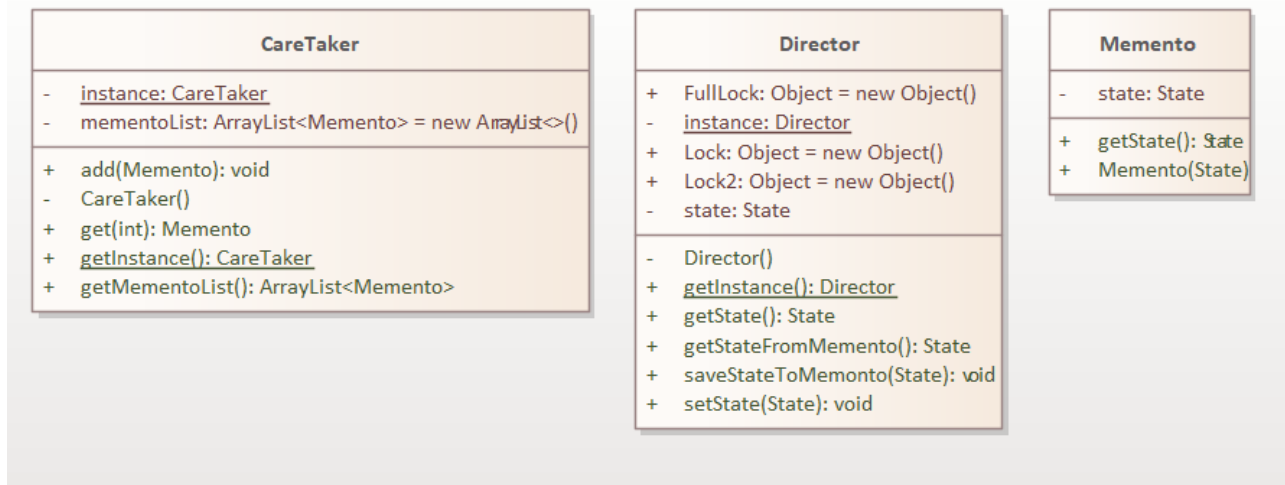 CareTaker
- instance: CareTaker
- mementoList: ArrayList<Memento> = new ArrayList<>()
+ add(Memento): void
- CareTaker()
+ get(int): Memento
+ getInstance(): CareTaker
+ getMementoList(): ArrayList<Memento>
Director
+ FullLock: Object = new Object()
- instance: Director
+ Lock: Object = new Object()
+ Lock2: Object = new Object()
- state: State
- Director()
+ getInstance(): Director
+ getState(): State
+ getStateFromMemento(): State
+ saveStateToMemonto(State): void
+ setState(State): void
Memento
- state: State
+ getState(): State
+ Memento(State)